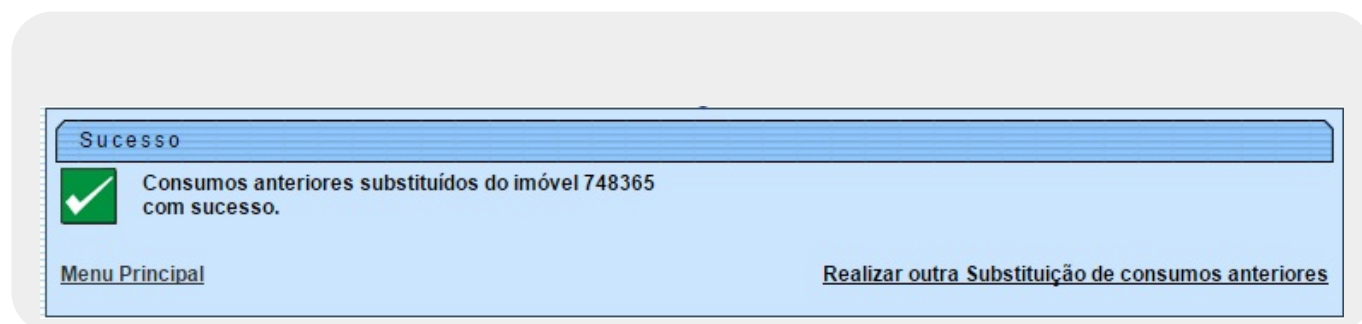 Sucesso
Consumos anteriores substituídos do imóvel 748365
com sucesso.
Menu Principal
Realizar outra Substituição de consumos anteriores